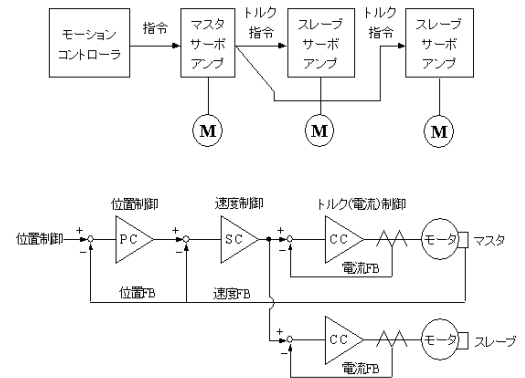 モーション
コントローラ
指令
マスタ
サーボ
アンプ
トルク
指令
スレーブ
サーボ
アンプ
トルク
指令
スレーブ
サーボ
アンプ
M
M
M
位置制御
速度制御
トルク(電流)制御
位置制御
+
−
PC
+
−
SC
+
−
CC
モータ
マスタ
電流FB
位置FB
速度FB
+
−
CC
モータ
スレーブ
電流FB